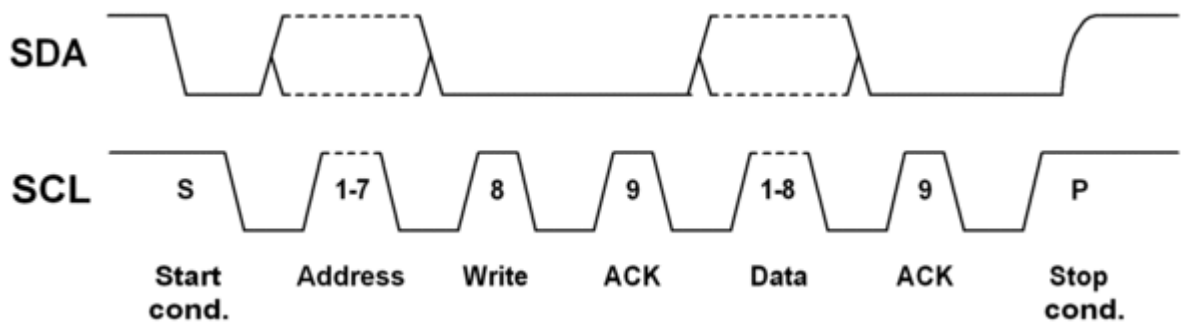 SDA
SCL
S 1-7 8 9 1-8 9 P
Start Address Write ACK Data ACK Stop
cond. cond.